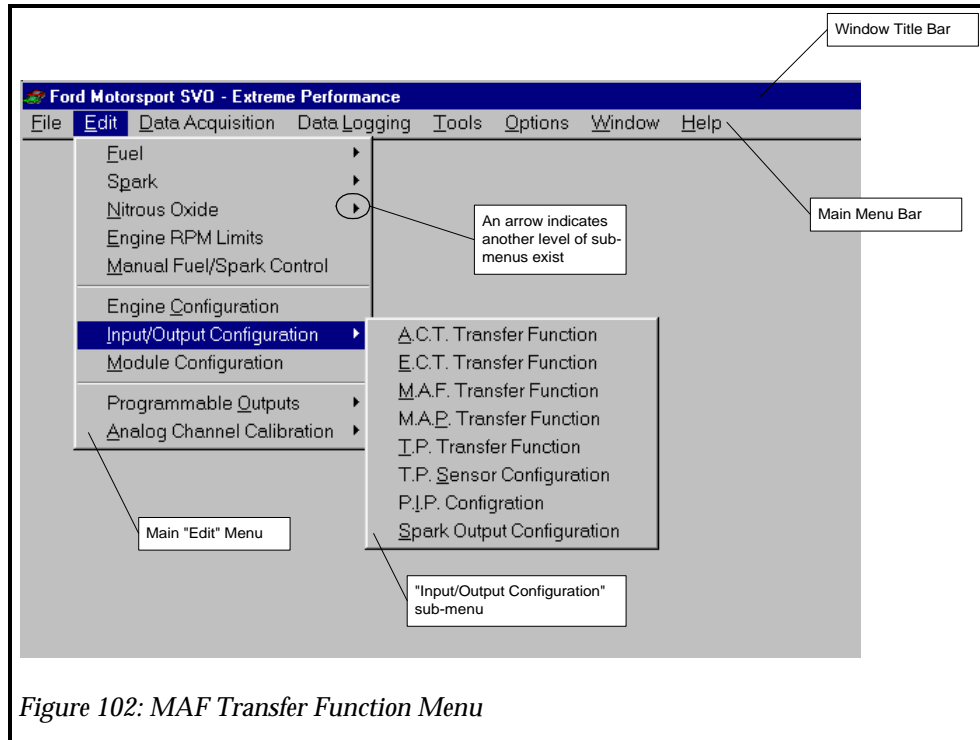 Window Title Bar
Ford Motorsport SVO - Extreme Performance
File Edit Data Acquisition Data Logging Tools Options Window Help
Fuel
Spark
Nitrous Oxide
Engine RPM Limits
Manual Fuel/Spark Control
Engine Configuration
Input/Output Configuration
Module Configuration
Programmable Outputs
Analog Channel Calibration
An arrow indicates
another level of sub-
menus exist
Main Menu Bar
A.C.T. Transfer Function
E.C.T. Transfer Function
M.A.F. Transfer Function
M.A.P. Transfer Function
T.P. Transfer Function
T.P. Sensor Configuration
P.I.P. Configration
Spark Output Configuration
Main "Edit" Menu
"Input/Output Configuration"
sub-menu
Figure 102: MAF Transfer Function Menu